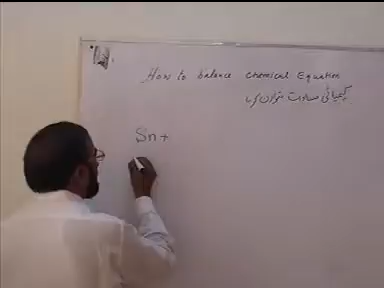 How to balance chemical Equation
کیمیائی مساوات متوازن کرنا
Sn +